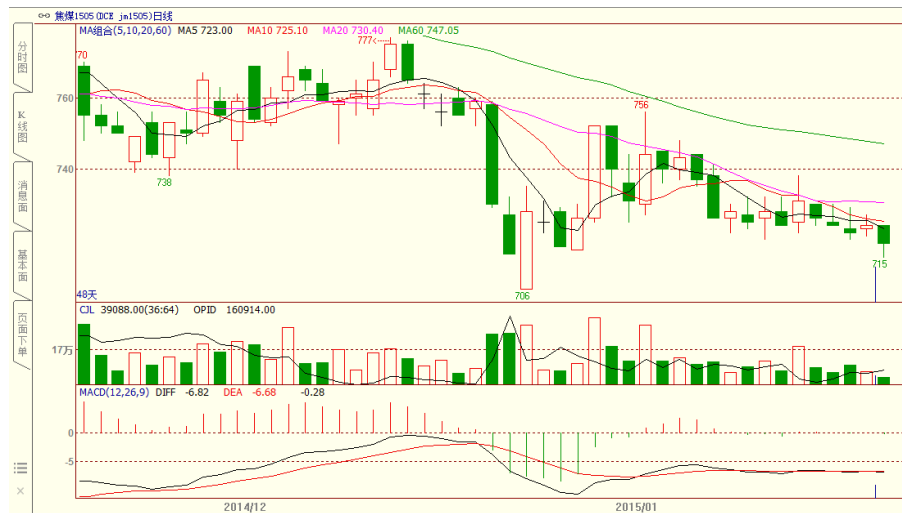 焦煤1505(DCE jm1505)日线
MA组合(5,10,20,60) MA5 723.00 MA10 725.10 MA20 730.40 MA60 747.05
分时图
K线图
消息面
基本面
页面下单
770
777
760
756
740
738
706
715
48天
CJL 39088.00(36:64) OPID 160914.00
17万
MACD(12,26,9) DIFF -6.82 DEA -6.68 -0.28
0
-5
2014/12
2015/01